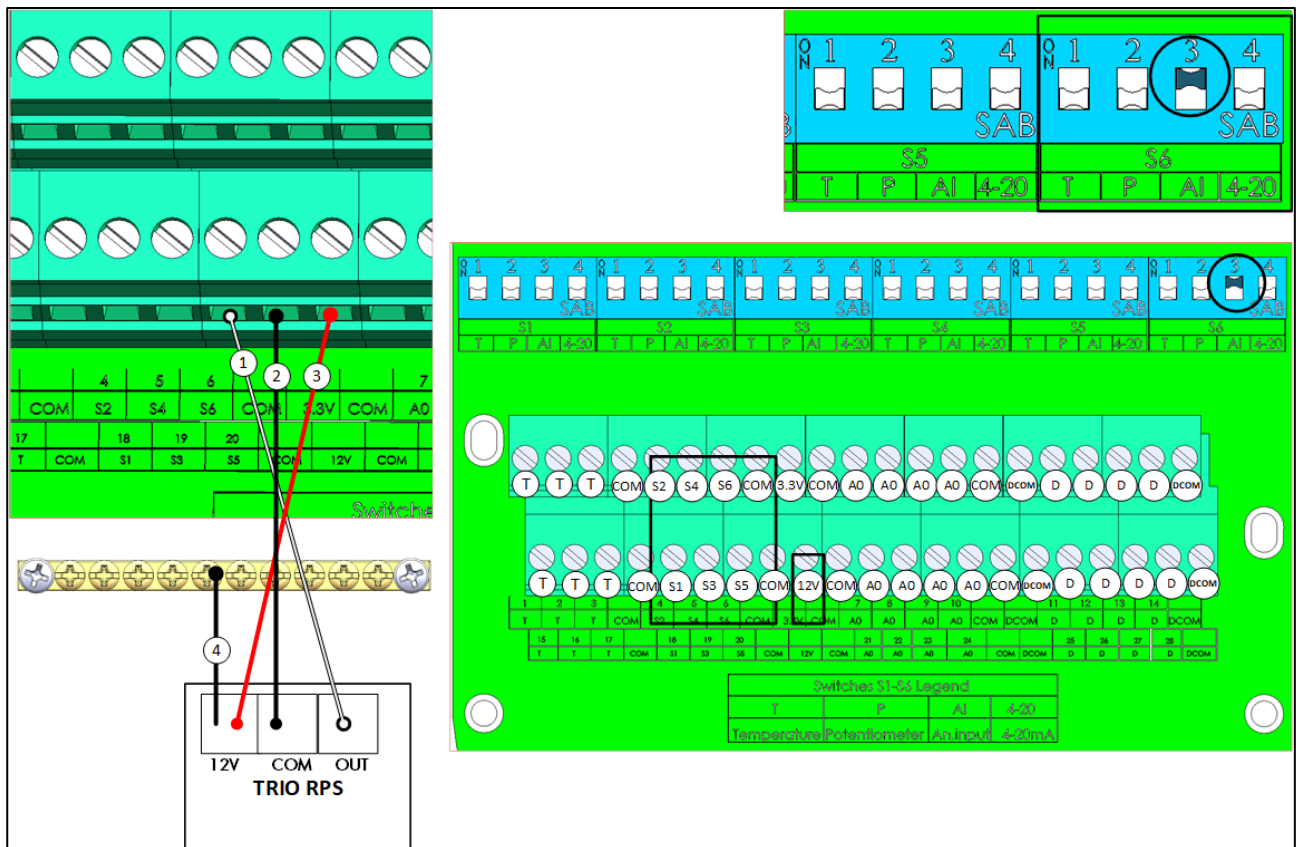 1 2 3
4 5 6 7
COM S2 S4 S6 COM 3.3V COM A0
17 18 19 20
T COM S1 S3 S5 COM 12V COM
Switche
4
12V COM OUT
TRIO RPS
ON 1 2 3 4 ON 1 2 3 4
B SAB SAB
S5 S6
0 T P AI 4-20 T P AI 4-20
ON 1 2 3 4 ON 1 2 3 4 ON 1 2 3 4 ON 1 2 3 4 ON 1 2 3 4 ON 1 2 3 4
SAB SAB SAB SAB SAB SAB
S1 S2 S3 S4 S5 S6
T P AI 4-20 T P AI 4-20 T P AI 4-20 T P AI 4-20 T P AI 4-20 T P AI 4-20
T T T COM S2 S4 S6 COM 3.3V COM A0 A0 A0 A0 COM DCOM D D D D DCOM
T T T COM S1 S3 S5 COM 12V COM A0 A0 A0 A0 COM DCOM D D D D DCOM
1 2 3 4 5 6 7 8 9 10 11 12 13 14
T T T COM S2 S4 S6 COM 3.3V COM A0 A0 A0 A0 COM DCOM D D D D DCOM
15 16 17 18 19 20 21 22 23 24 25 26 27 28
T T T COM S1 S3 S5 COM 12V COM A0 A0 A0 A0 COM DCOM D D D D DCOM
Switches S1-S6 Legend
T P AI 4-20
Temperature Potentiometer An.input 4-20mA